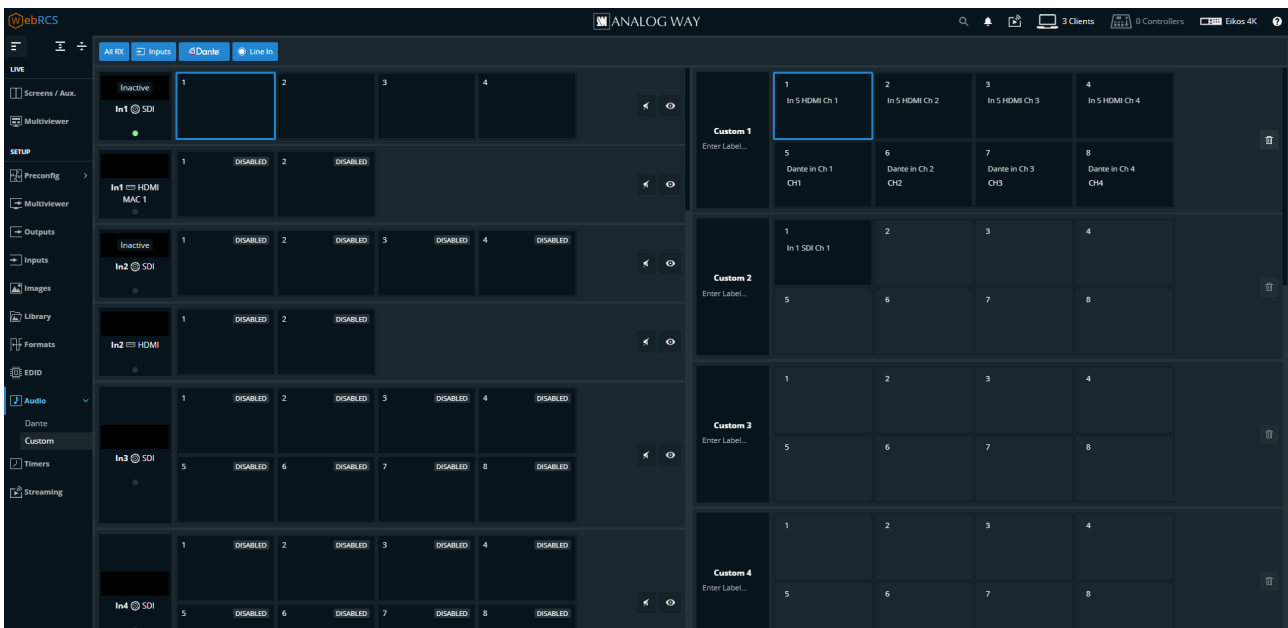 WebRCS
ANALOG WAY
3 Clients
0 Controllers
Eikos 4K
LIVE
Screens / Aux.
Multiviewer
SETUP
Preconfig
Multiviewer
Outputs
Inputs
Images
Library
Formats
EDID
Audio
Dante
Custom
Timers
Streaming
All RX
Inputs
Dante
Line In
Inactive
In1 SDI
1 2 3 4
In1 HDMI
MAC 1
1 DISABLED 2 DISABLED
Inactive
In2 SDI
1 DISABLED 2 DISABLED 3 DISABLED 4 DISABLED
In2 HDMI
1 DISABLED 2 DISABLED
In3 SDI
1 DISABLED 2 DISABLED 3 DISABLED 4 DISABLED
5 DISABLED 6 DISABLED 7 DISABLED 8 DISABLED
In4 SDI
1 DISABLED 2 DISABLED 3 DISABLED 4 DISABLED
5 DISABLED 6 DISABLED 7 DISABLED 8 DISABLED
Custom 1
Enter Label...
1 2 3 4
In 5 HDMI Ch 1 In 5 HDMI Ch 2 In 5 HDMI Ch 3 In 5 HDMI Ch 4
5 6 7 8
Dante in Ch 1 Dante in Ch 2 Dante in Ch 3 Dante in Ch 4
CH1 CH2 CH3 CH4
Custom 2
Enter Label...
1 2 3 4
In 1 SDI Ch 1
5 6 7 8
Custom 3
Enter Label...
1 2 3 4
5 6 7 8
Custom 4
Enter Label...
1 2 3 4
5 6 7 8